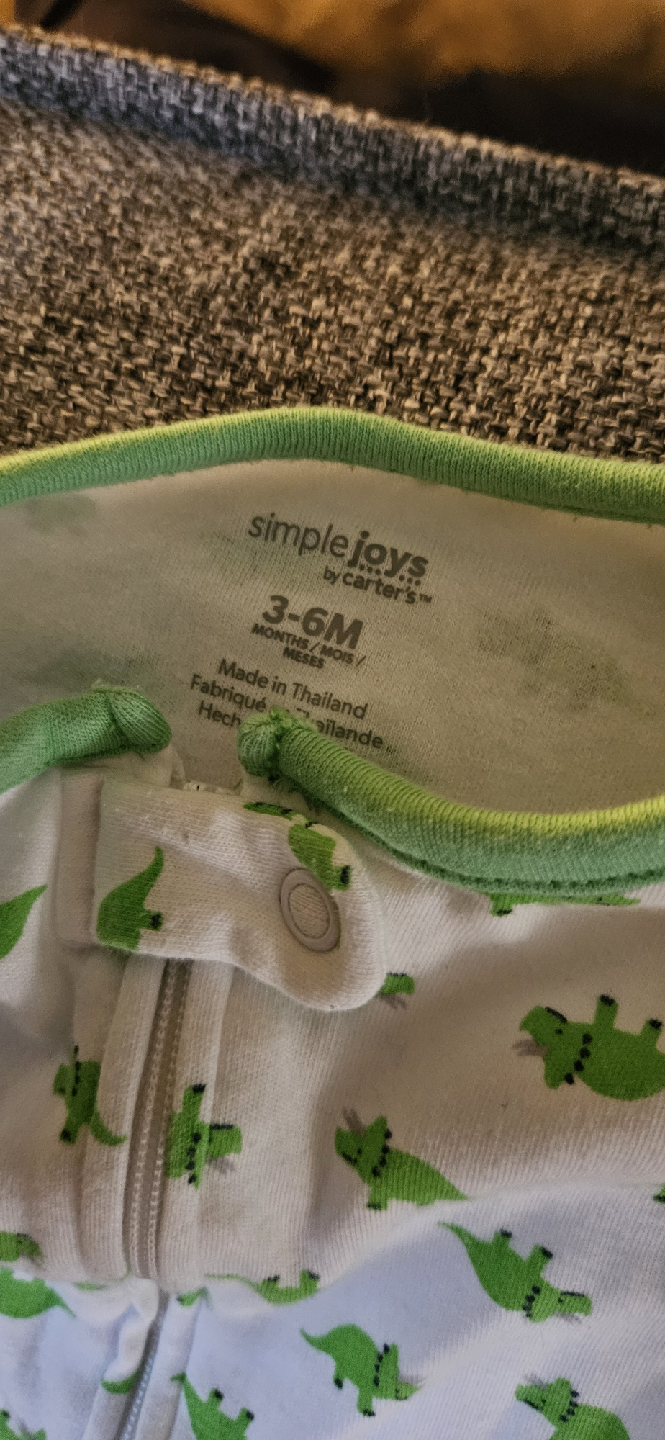 simple joys
by carter's™
3-6M
MONTHS / MOIS /
MESES
Made in Thailand
Fabriqué